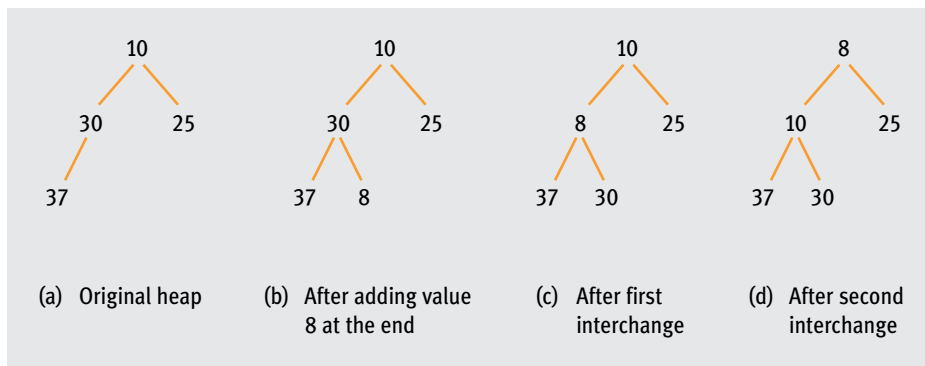 10
30 25
37
(a) Original heap
10
30 25
37 8
(b) After adding value
8 at the end
10
8 25
37 30
(c) After first
interchange
8
10 25
37 30
(d) After second
interchange